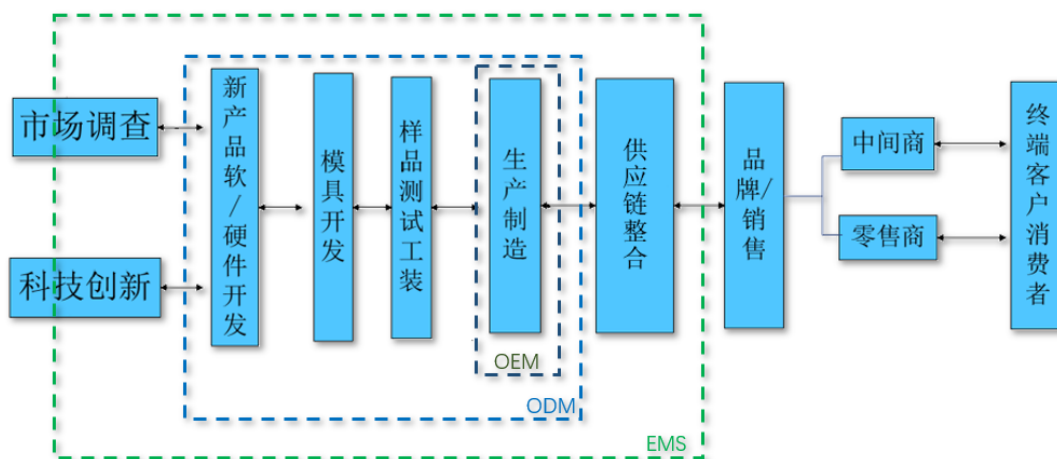 市场调查
科技创新
新产品软/硬件开发
模具开发
样品测试工装
生产制造
OEM
ODM
供应链整合
EMS
品牌/销售
中间商
零售商
终端客户消费者